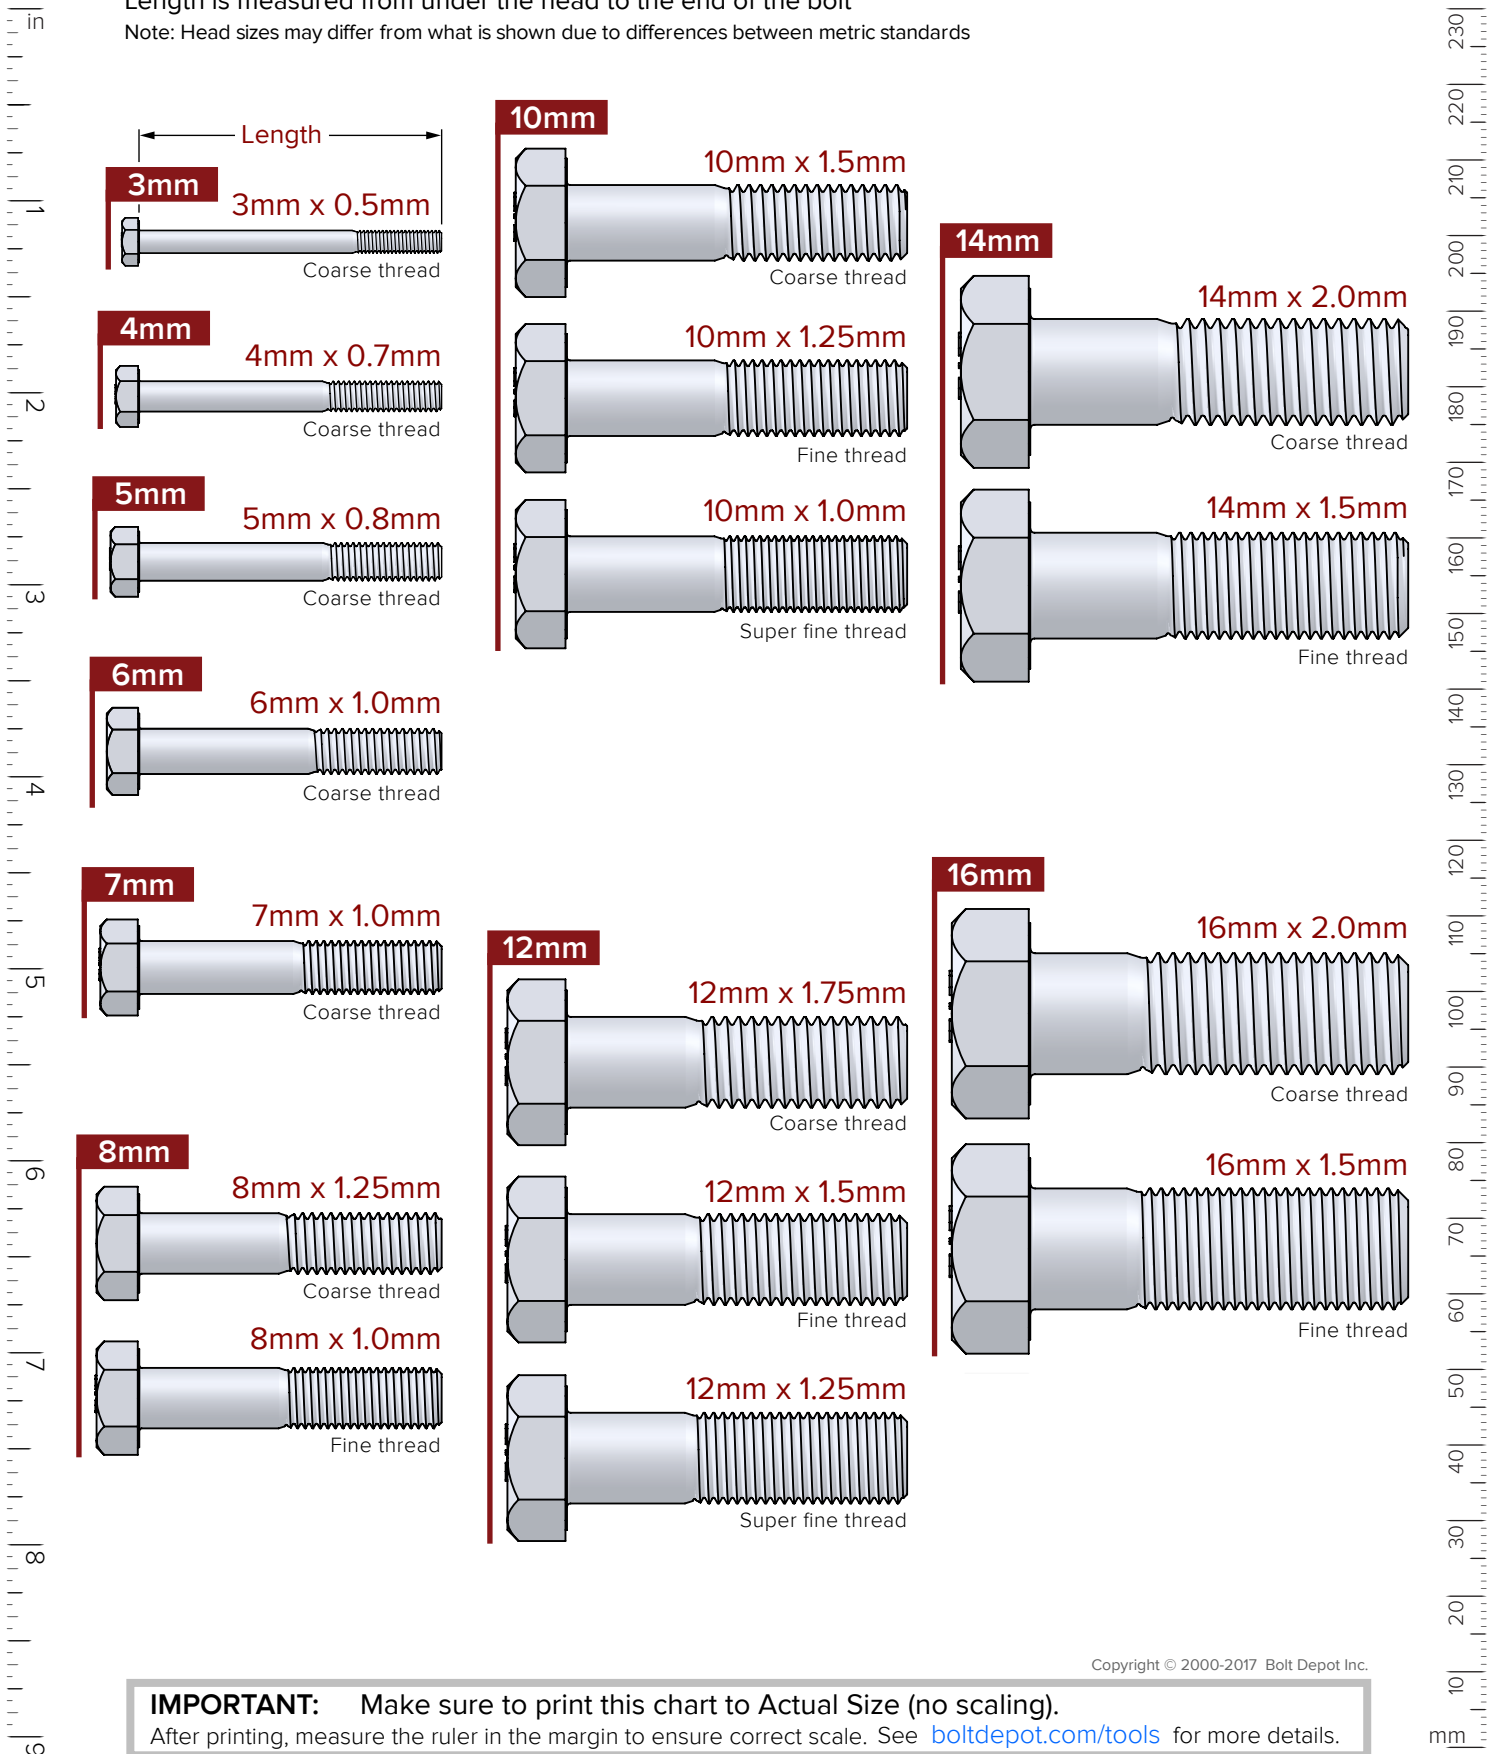 Length is measured from under the head to the end of the bolt
Note: Head sizes may differ from what is shown due to differences between metric standards
in
1
2
3
4
5
6
7
8
9
Length
3mm
3mm x 0.5mm
Coarse thread
4mm
4mm x 0.7mm
Coarse thread
5mm
5mm x 0.8mm
Coarse thread
6mm
6mm x 1.0mm
Coarse thread
7mm
7mm x 1.0mm
Coarse thread
8mm
8mm x 1.25mm
Coarse thread
8mm x 1.0mm
Fine thread
10mm
10mm x 1.5mm
Coarse thread
10mm x 1.25mm
Fine thread
10mm x 1.0mm
Super fine thread
12mm
12mm x 1.75mm
Coarse thread
12mm x 1.5mm
Fine thread
12mm x 1.25mm
Super fine thread
14mm
14mm x 2.0mm
Coarse thread
14mm x 1.5mm
Fine thread
16mm
16mm x 2.0mm
Coarse thread
16mm x 1.5mm
Fine thread
230
220
210
200
190
180
170
160
150
140
130
120
110
100
90
80
70
60
50
40
30
20
10
mm
Copyright © 2000-2017 Bolt Depot Inc.
IMPORTANT: Make sure to print this chart to Actual Size (no scaling).
After printing, measure the ruler in the margin to ensure correct scale. See boltdepot.com/tools for more details.